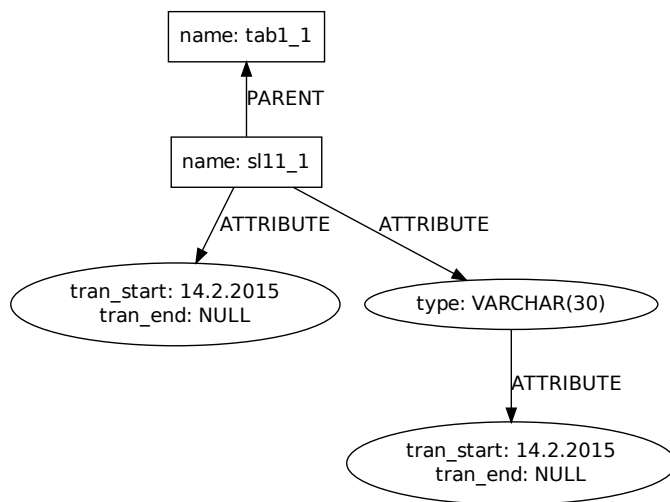 name: tab1_1
PARENT
name: sl11_1
ATTRIBUTE
ATTRIBUTE
tran_start: 14.2.2015
tran_end: NULL
type: VARCHAR(30)
ATTRIBUTE
tran_start: 14.2.2015
tran_end: NULL